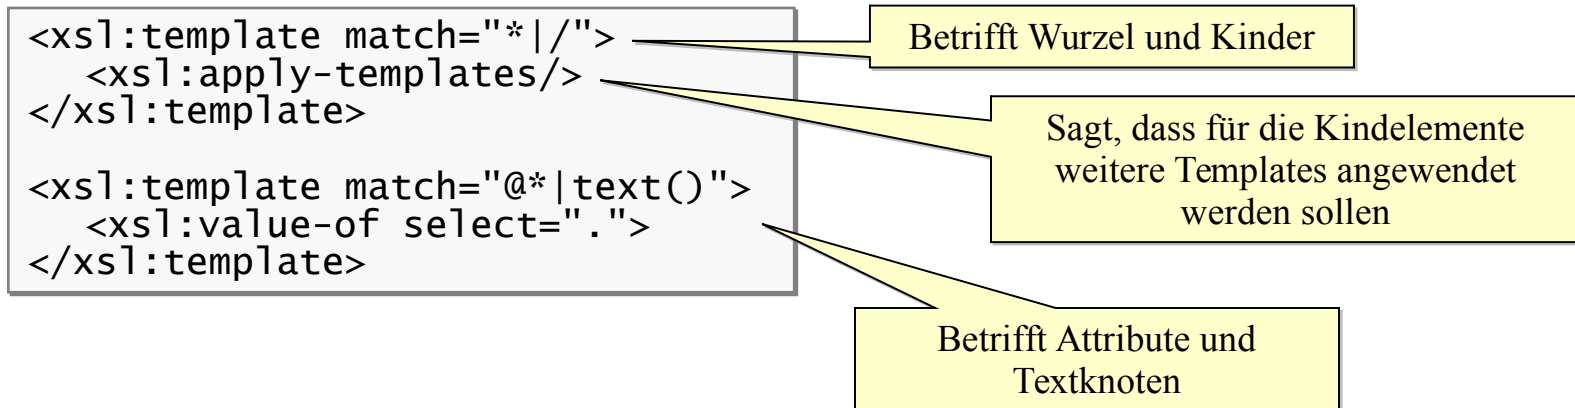 <xsl:template match="*|/">
<xsl:apply-templates/>
</xsl:template>
<xsl:template match="@*|text()">
<xsl:value-of select=".">
</xsl:template>
Betrifft Wurzel und Kinder
Sagt, dass für die Kindelemente
weitere Templates angewendet
werden sollen
Betrifft Attribute und
Textknoten